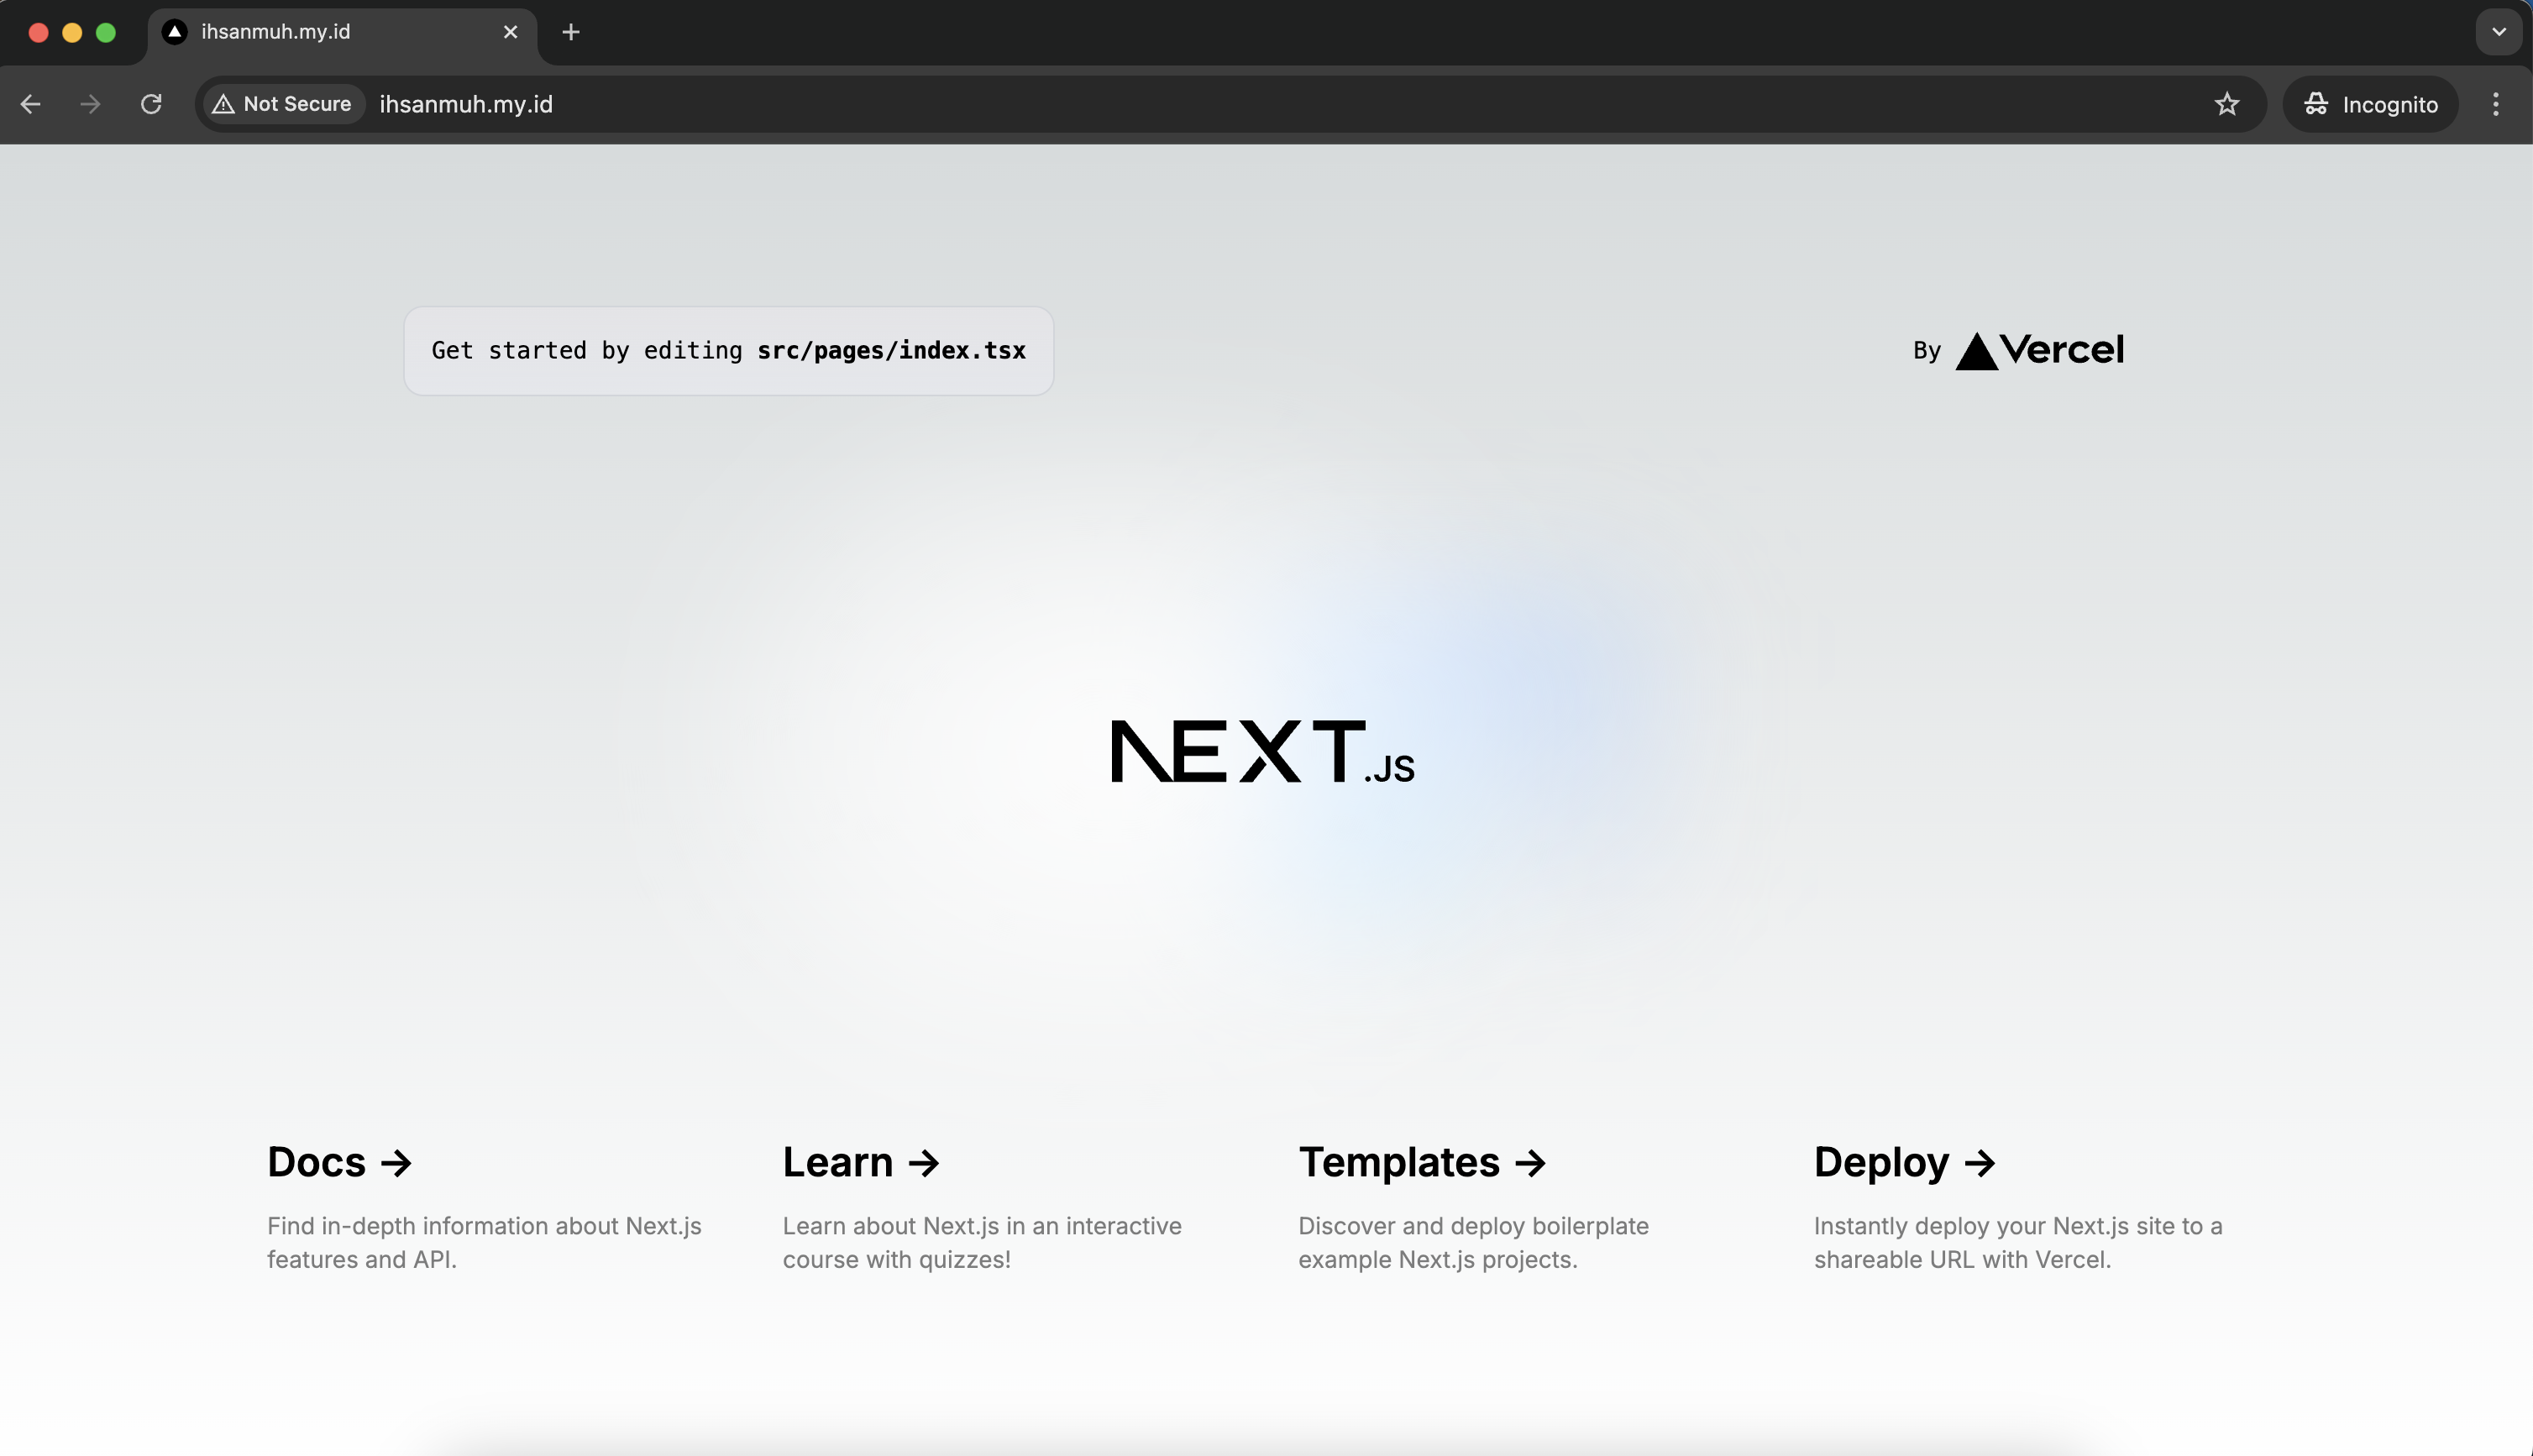 ihsanmuh.my.id
Not Secure
ihsanmuh.my.id
Incognito
Get started by editing src/pages/index.tsx
By Vercel
NEXT.JS
Docs →
Find in-depth information about Next.js
features and API.
Learn →
Learn about Next.js in an interactive
course with quizzes!
Templates →
Discover and deploy boilerplate
example Next.js projects.
Deploy →
Instantly deploy your Next.js site to a
shareable URL with Vercel.